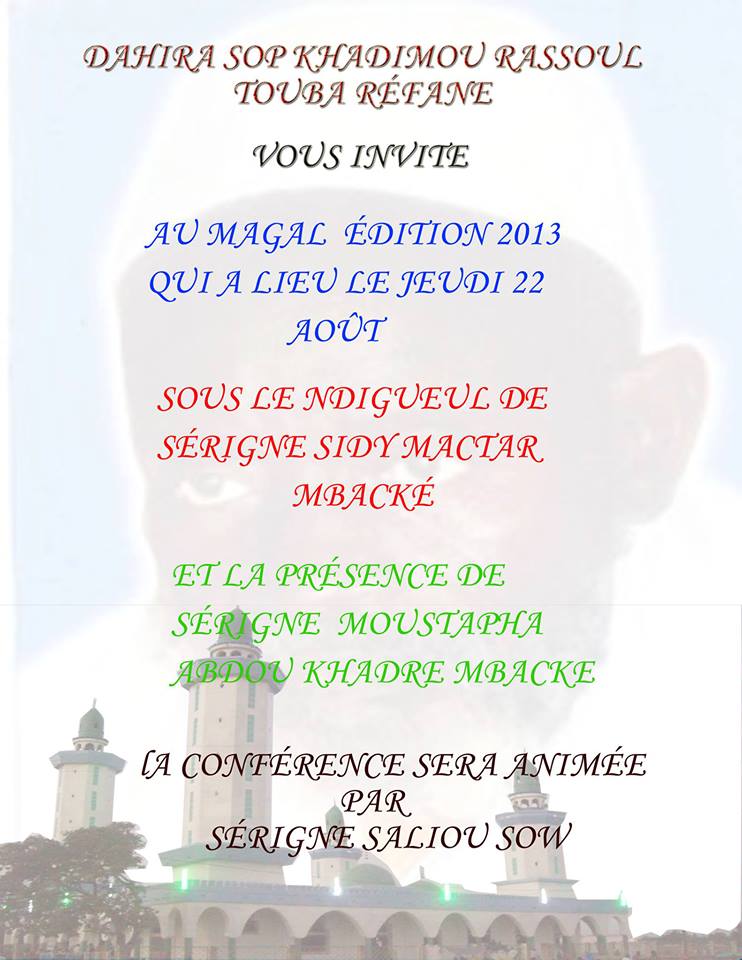 DAHIRA SOP KHADIMOU RASSOUL
TOUBA RÉFANE
VOUS INVITE
AU MAGAL ÉDITION 2013
QUI A LIEU LE JEUDI 22
AOÛT
SOUS LE NDIGUEUL DE
SÉRIGNE SIDY MACTAR
MBACKÉ
ET LA PRÉSENCE DE
SÉRIGNE MOUSTAPHA
ABDOU KHADRE MBACKE
lA CONFÉRENCE SERA ANIMÉE
PAR
SÉRIGNE SALIOU SOW